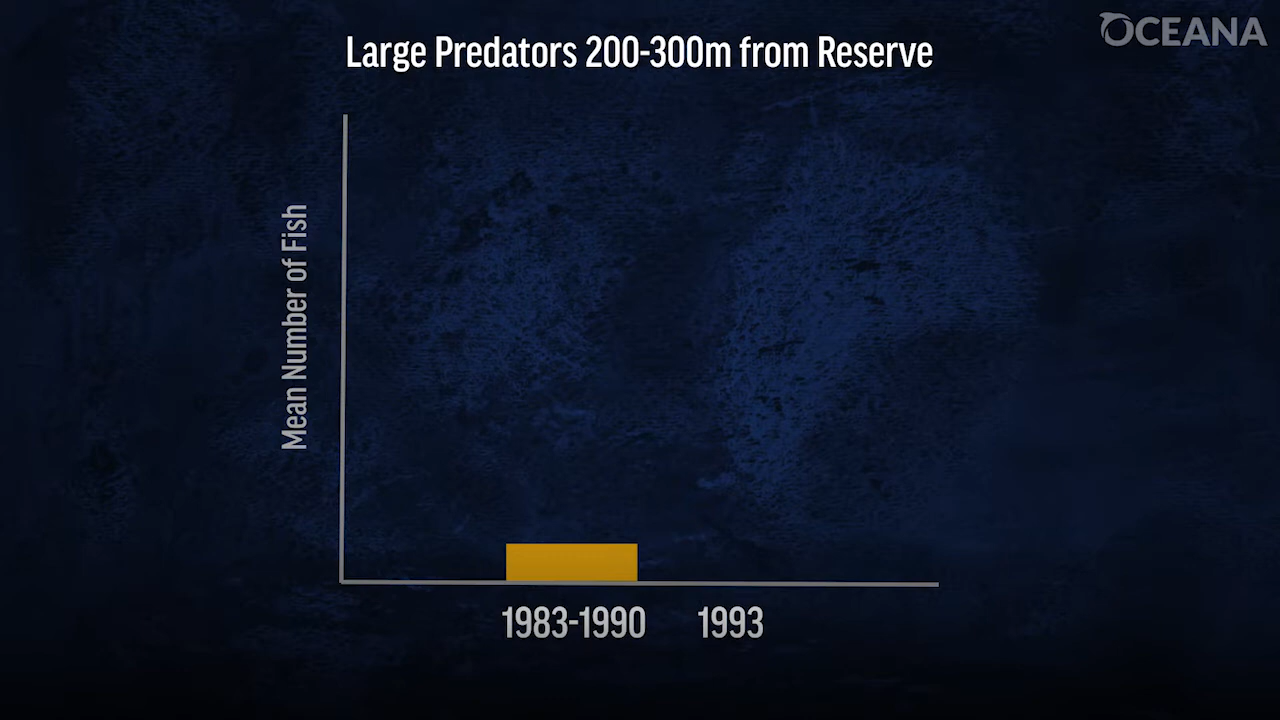 OCEANA
Large Predators 200-300m from Reserve
Mean Number of Fish
1983-1990
1993